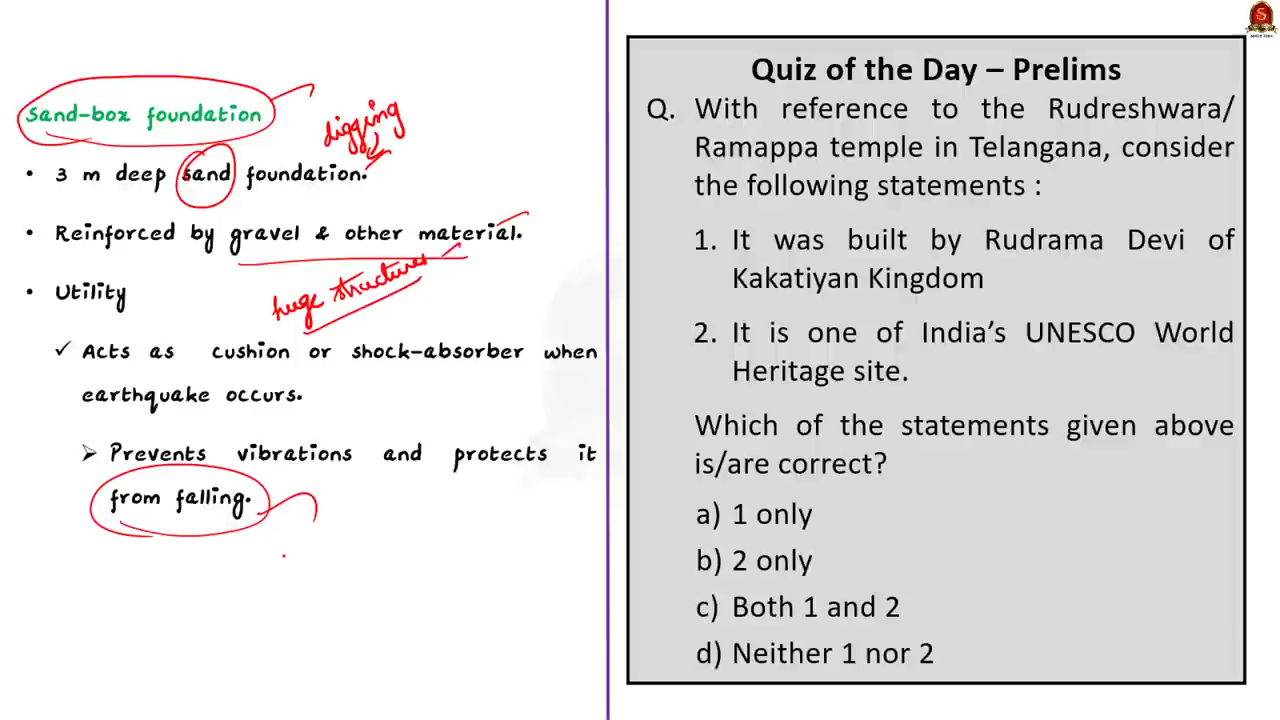 Sand-box foundation
digging
• 3 m deep sand foundation.
• Reinforced by gravel & other material.
huge structures
• Utility
✓ Acts as cushion or shock-absorber when
earthquake occurs.
➢ Prevents vibrations and protects it
from falling.
Quiz of the Day – Prelims
Q. With reference to the Rudreshwara/
Ramappa temple in Telangana, consider
the following statements :
1. It was built by Rudrama Devi of
Kakatiyan Kingdom
2. It is one of India’s UNESCO World
Heritage site.
Which of the statements given above
is/are correct?
a) 1 only
b) 2 only
c) Both 1 and 2
d) Neither 1 nor 2